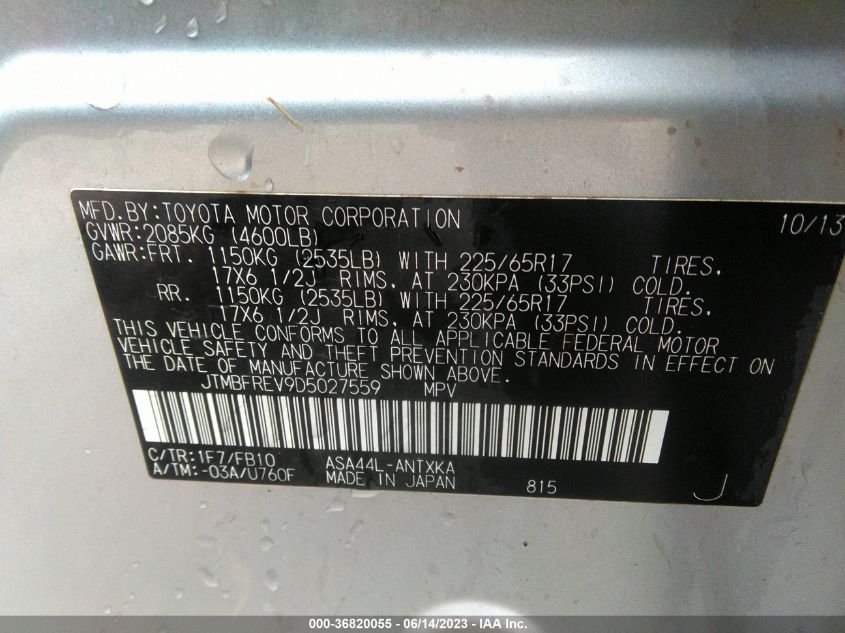 MFD.BY:TOYOTA MOTOR CORPORATION 10/13
GVWR:2085KG (4600LB)
GAWR:FRT. 1150KG (2535LB) WITH 225/65R17 TIRES,
17X6 1/2J RIMS, AT 230KPA (33PSI) COLD.
RR. 1150KG (2535LB) WITH 225/65R17 TIRES,
17X6 1/2J RIMS, AT 230KPA (33PSI) COLD.
THIS VEHICLE CONFORMS TO ALL APPLICABLE FEDERAL MOTOR
VEHICLE SAFETY AND THEFT PREVENTION STANDARDS IN EFFECT ON
THE DATE OF MANUFACTURE SHOWN ABOVE.
JTMBFREV9D5027559 MPV
C/TR:1F7/FB10 ASA44L-ANTXKA
A/TM:-03A/U760F MADE IN JAPAN 815 J
000-36820055 - 06/14/2023 - IAA Inc.